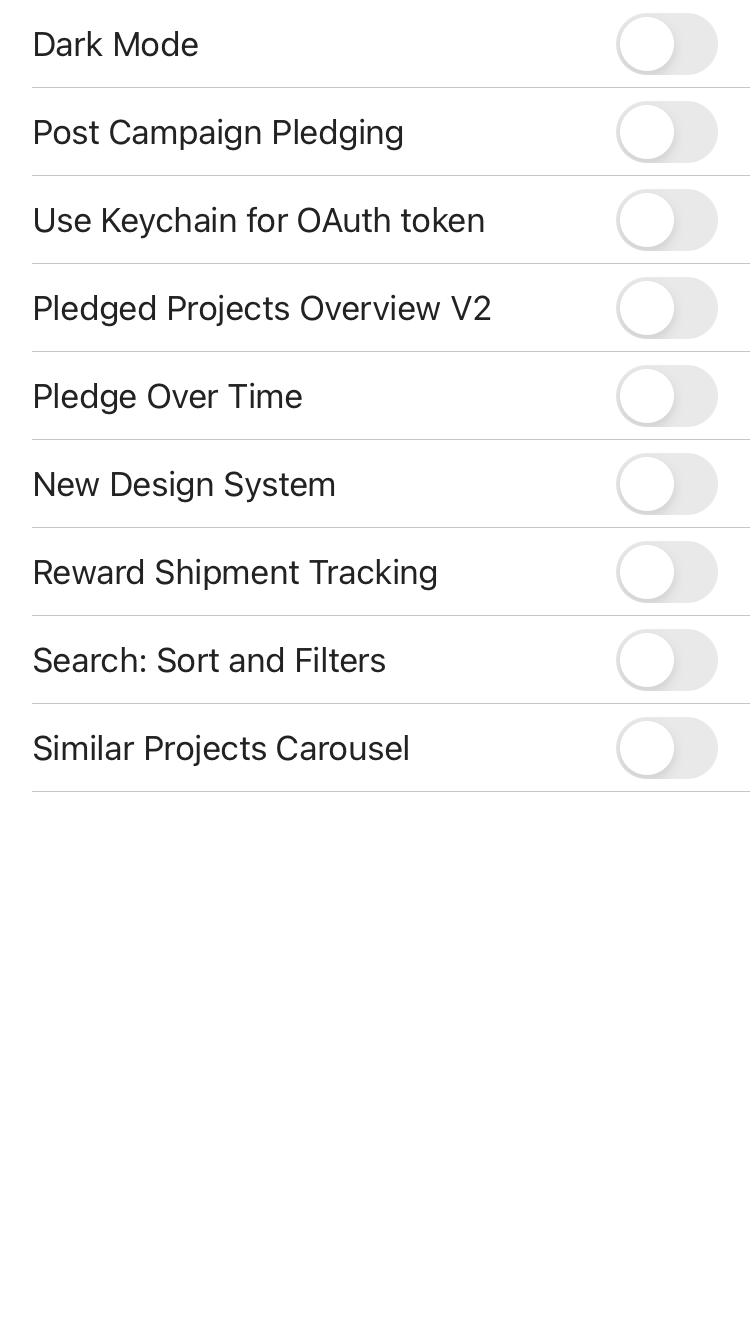 Dark Mode
Post Campaign Pledging
Use Keychain for OAuth token
Pledged Projects Overview V2
Pledge Over Time
New Design System
Reward Shipment Tracking
Search: Sort and Filters
Similar Projects Carousel